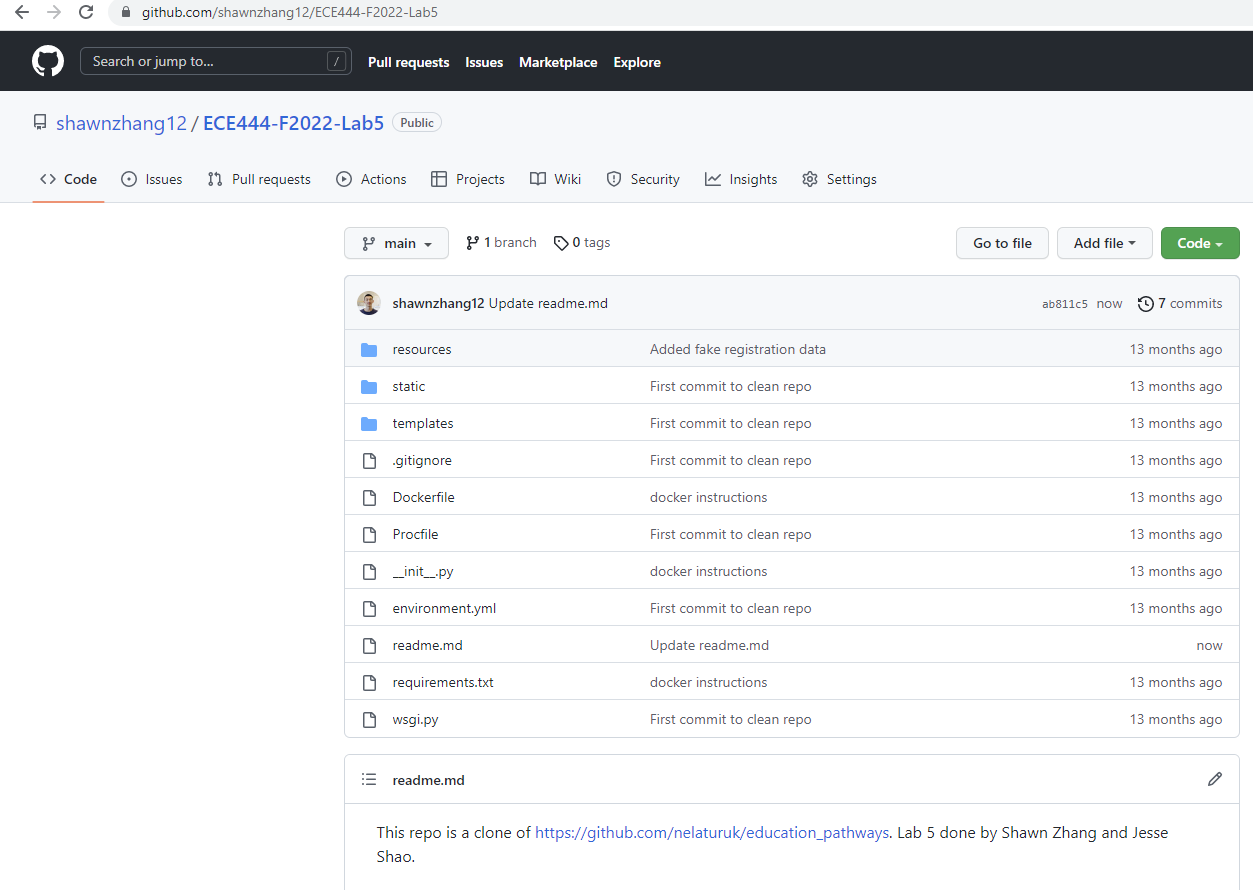 github.com/shawnzhang12/ECE444-F2022-Lab5
Search or jump to... / Pull requests Issues Marketplace Explore
shawnzhang12 / ECE444-F2022-Lab5 Public
Code Issues Pull requests Actions Projects Wiki Security Insights Settings
main 1 branch 0 tags Go to file Add file Code
shawnzhang12 Update readme.md ab811c5 now 7 commits
resources Added fake registration data 13 months ago
static First commit to clean repo 13 months ago
templates First commit to clean repo 13 months ago
.gitignore First commit to clean repo 13 months ago
Dockerfile docker instructions 13 months ago
Procfile First commit to clean repo 13 months ago
__init__.py docker instructions 13 months ago
environment.yml First commit to clean repo 13 months ago
readme.md Update readme.md now
requirements.txt docker instructions 13 months ago
wsgi.py First commit to clean repo 13 months ago
readme.md
This repo is a clone of https://github.com/nelaturuk/education_pathways. Lab 5 done by Shawn Zhang and Jesse
Shao.